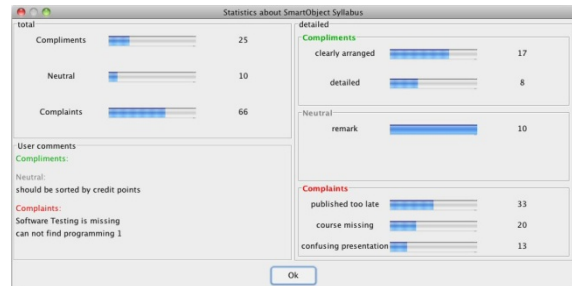 Statistics about SmartObject Syllabus
total
Compliments 25
Neutral 10
Complaints 66
User comments
Compliments:
Neutral:
should be sorted by credit points
Complaints:
Software Testing is missing
can not find programming 1
detailed
Compliments
clearly arranged 17
detailed 8
Neutral
remark 10
Complaints
published too late 33
course missing 20
confusing presentation 13
Ok